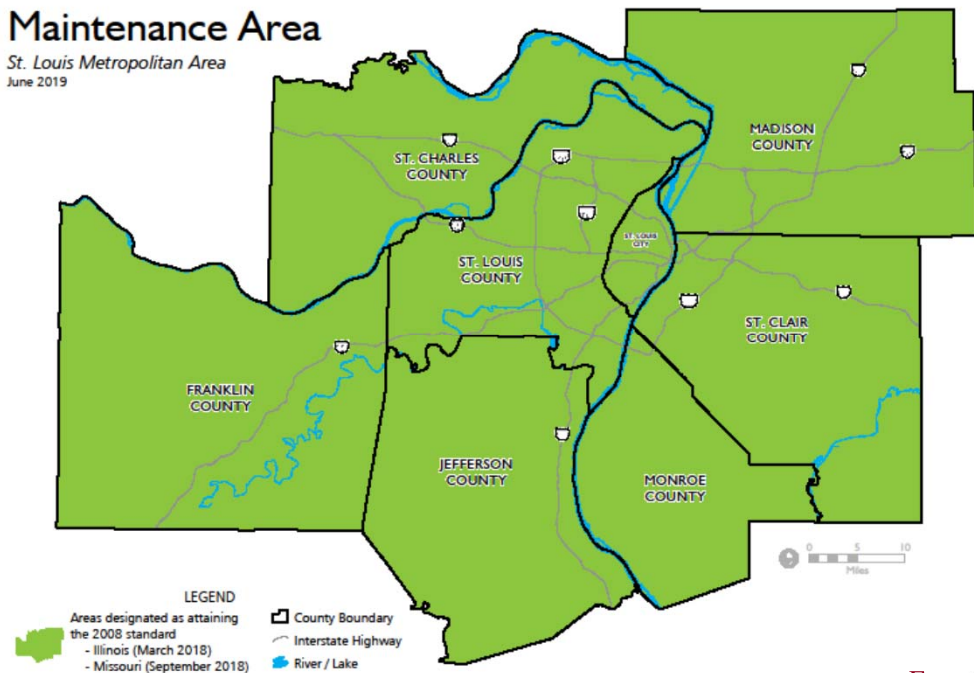 Maintenance Area
St. Louis Metropolitan Area
June 2019
MADISON
COUNTY
ST. CHARLES
COUNTY
ST. LOUIS
CITY
ST. LOUIS
COUNTY
ST. CLAIR
COUNTY
FRANKLIN
COUNTY
JEFFERSON
COUNTY
MONROE
COUNTY
0 5 10
Miles
LEGEND
Areas designated as attaining
the 2008 standard
- Illinois (March 2018)
- Missouri (September 2018)
County Boundary
Interstate Highway
River / Lake